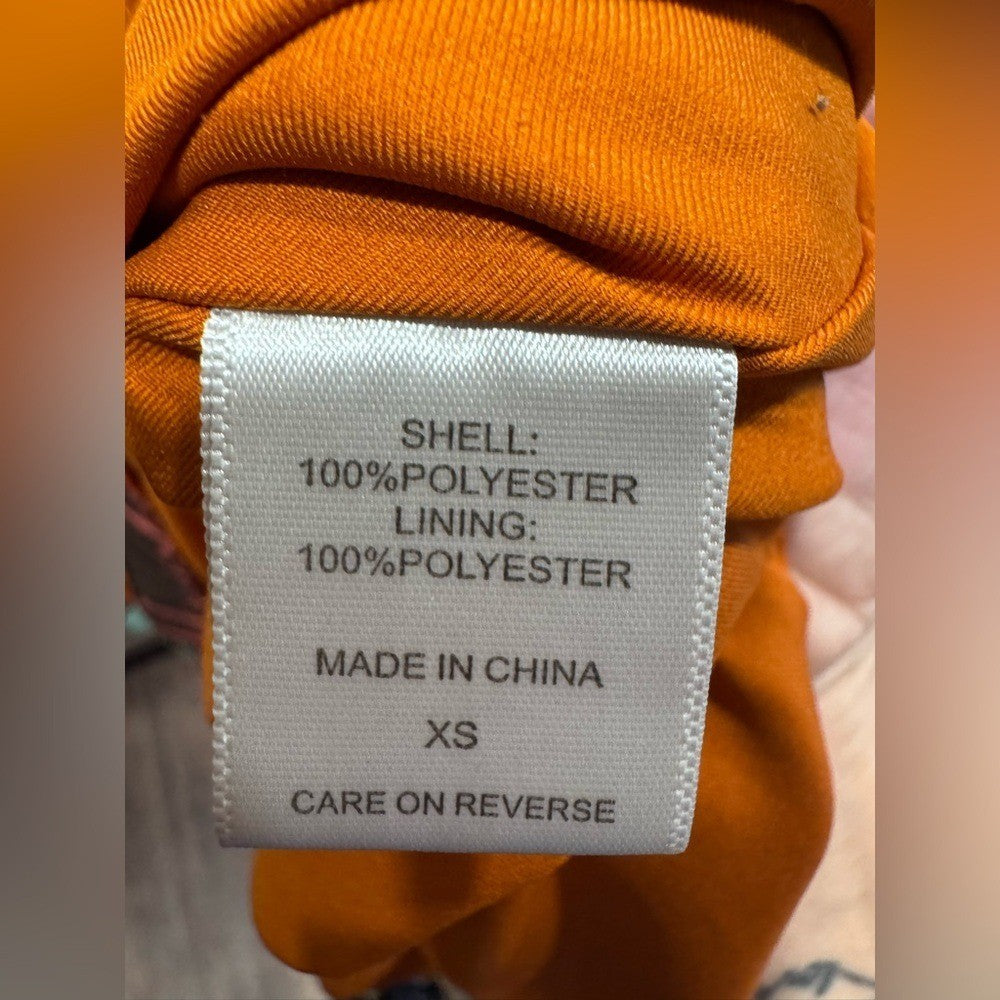 SHELL:
100%POLYESTER
LINING:
100%POLYESTER
MADE IN CHINA
XS
CARE ON REVERSE